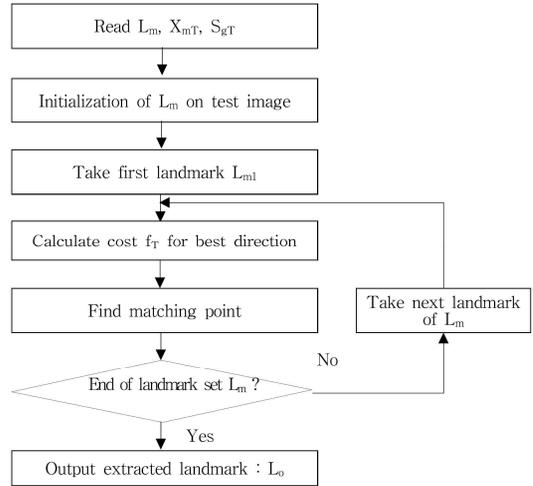 Read Lm, XmT, SgT
Initialization of Lm on test image
Take first landmark Lm1
Calculate cost fT for best direction
Find matching point
Take next landmark
of Lm
No
End of landmark set Lm ?
Yes
Output extracted landmark : Lo